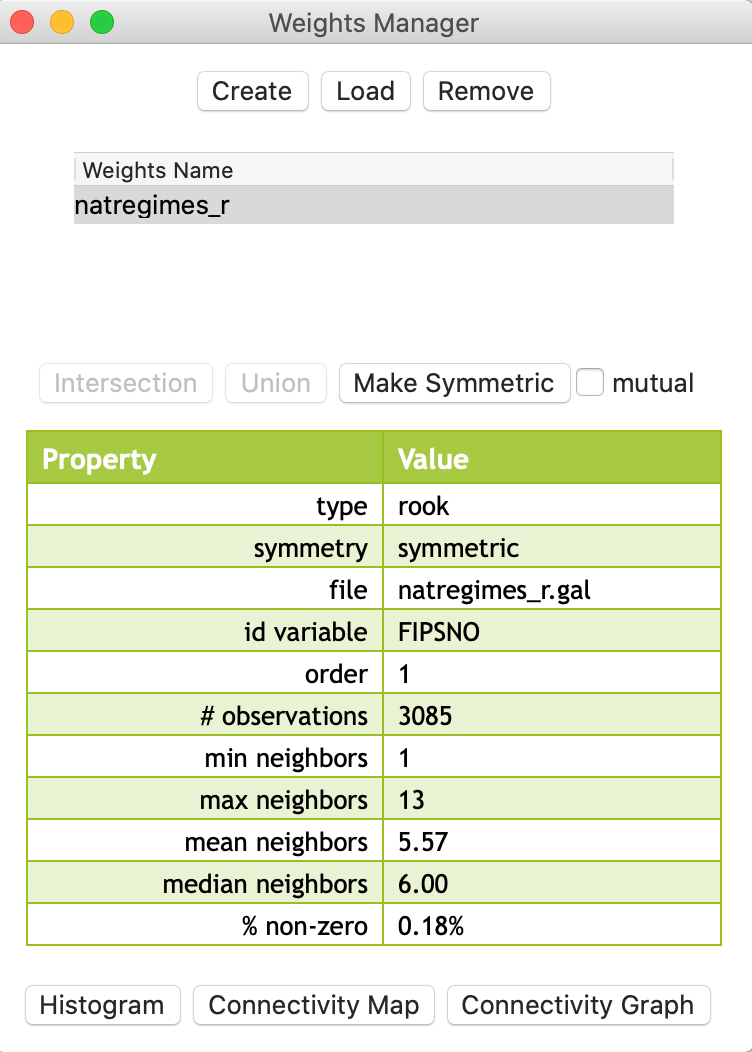 Weights Manager
Create Load Remove
Weights Name
natregimes_r
Intersection Union Make Symmetric mutual
Property Value
type rook
symmetry symmetric
file natregimes_r.gal
id variable FIPSNO
order 1
# observations 3085
min neighbors 1
max neighbors 13
mean neighbors 5.57
median neighbors 6.00
% non-zero 0.18%
Histogram Connectivity Map Connectivity Graph